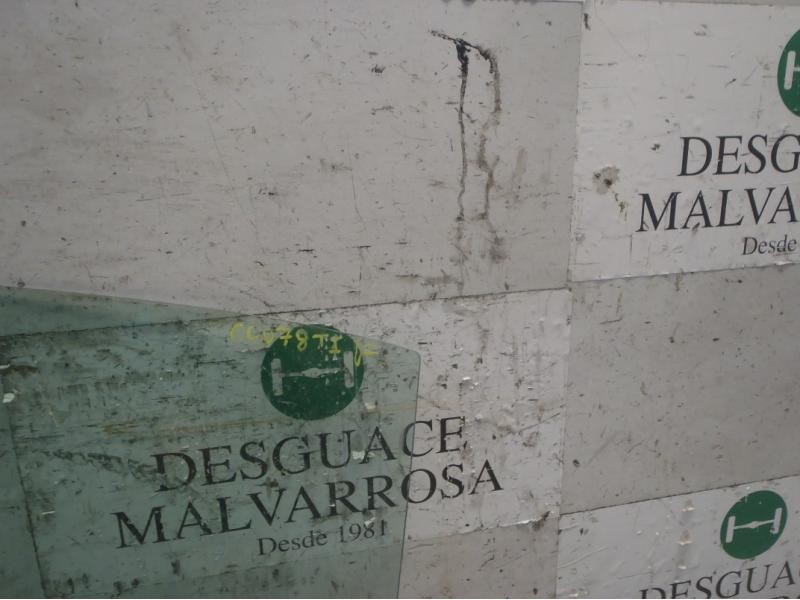 DESG
MALVA
Desde
DESGUACE
MALVARROSA
Desde 1981
DESGUA